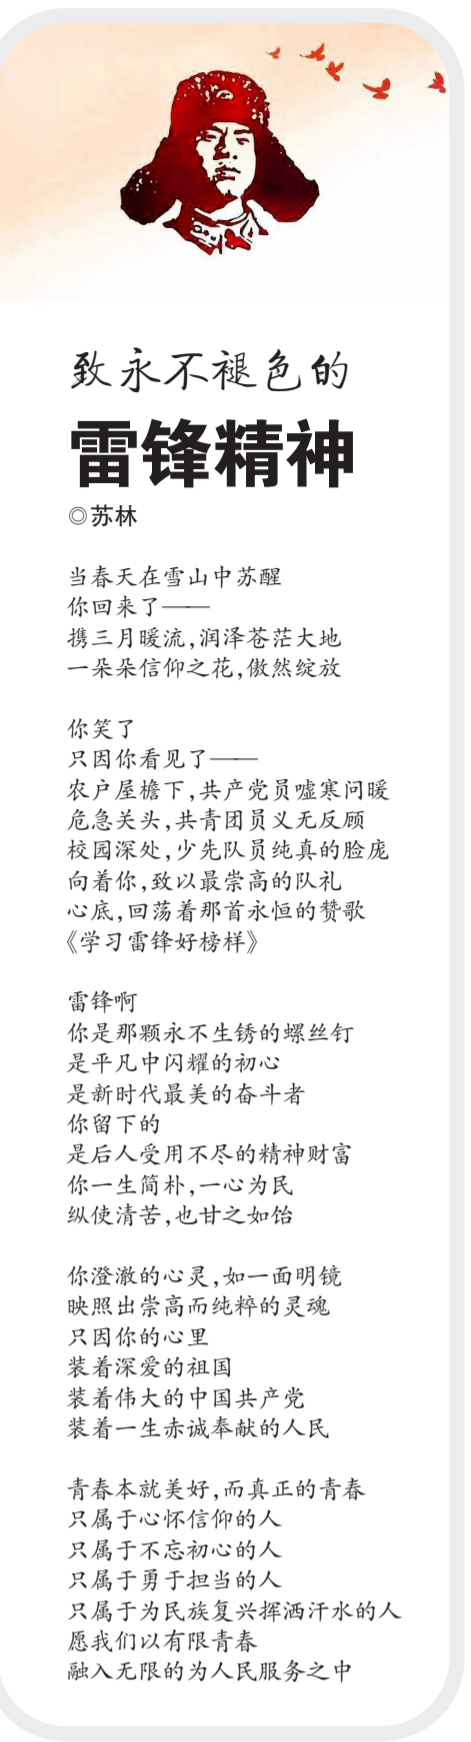 致永不褪色的
雷锋精神
◎苏林
当春天在雪山中苏醒
你回来了——
携三月暖流,润泽苍茫大地
一朵朵信仰之花,傲然绽放
你笑了
只因你看见了——
农户屋檐下,共产党员嘘寒问暖
危急关头,共青团员义无反顾
校园深处,少先队员纯真的脸庞
向着你,致以最崇高的队礼
心底,回荡着那首永恒的赞歌
《学习雷锋好榜样》
雷锋啊
你是那颗永不生锈的螺丝钉
是平凡中闪耀的初心
是新时代最美的奋斗者
你留下的
是后人受用不尽的精神财富
你一生简朴,一心为民
纵使清苦,也甘之如饴
你澄澈的心灵,如一面明镜
映照出崇高而纯粹的灵魂
只因你的心里
装着深爱的祖国
装着伟大的中国共产党
装着一生赤诚奉献的人民
青春本就美好,而真正的青春
只属于心怀信仰的人
只属于不忘初心的人
只属于勇于担当的人
只属于为民族复兴挥洒汗水的人
愿我们以有限青春
融入无限的为人民服务之中